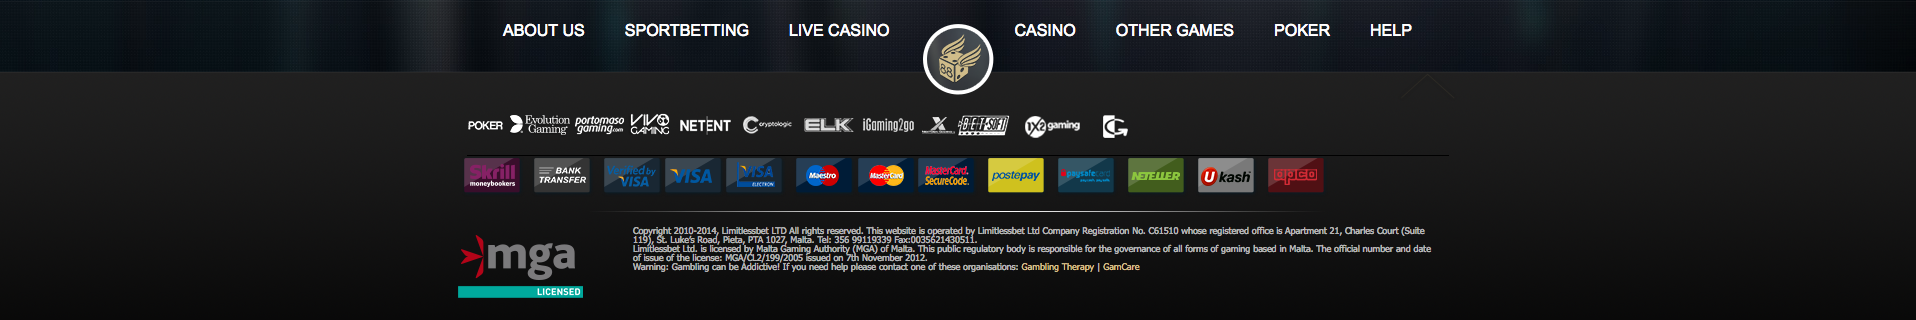 ABOUT US SPORTBETTING LIVE CASINO CASINO OTHER GAMES POKER HELP
88
POKER Evolution Gaming portomaso gaming.com VIVO GAMING NETENT Cryptologic ELK iGaming2go X BETSOFT 1X2 gaming G
Skrill moneybookers BANK TRANSFER Verified by VISA VISA VISA ELECTRON Maestro MasterCard MasterCard. SecureCode. postepay paysafecard NETELLER Ukash apco
mga
LICENSED
Copyright 2010-2014, Limitlessbet LTD All rights reserved. This website is operated by Limitlessbet Ltd Company Registration No. C61510 whose registered office is Apartment 21, Charles Court (Suite
119), St. Luke's Road, Pieta, PTA 1027, Malta. Tel: 356 99119339 Fax:0035621430511.
Limitlessbet Ltd. is licensed by Malta Gaming Authority (MGA) of Malta. This public regulatory body is responsible for the governance of all forms of gaming based in Malta. The official number and date
of issue of the license: MGA/CL2/199/2005 issued on 7th November 2012.
Warning: Gambling can be Addictive! If you need help please contact one of these organisations: Gambling Therapy | GamCare